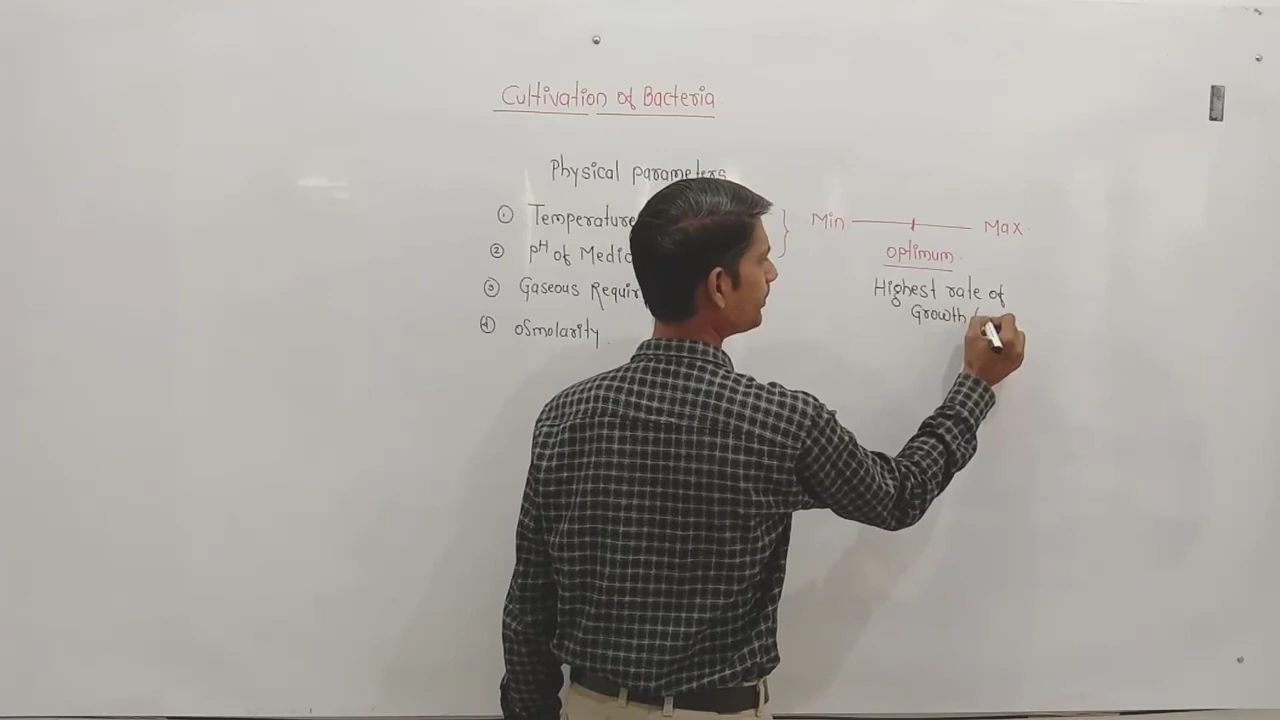 Cultivation of Bacteria
Physical parameters
① Temperature
② pH of Media
③ Gaseous Requir
④ Osmolarity.
Min Max.
Optimum.
Highest rate of
Growth (